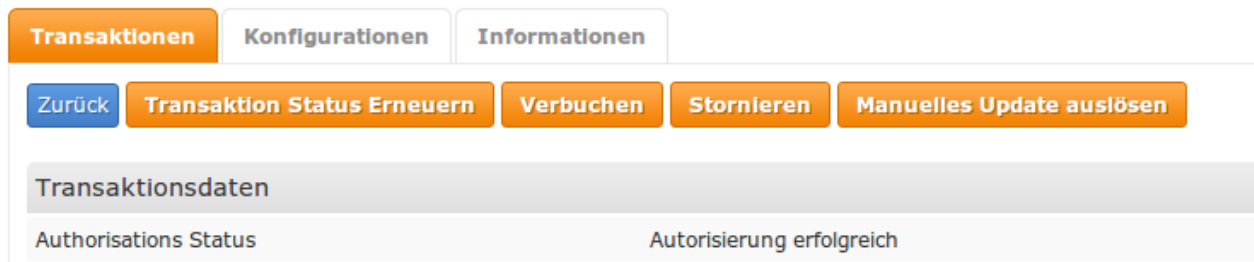 Transaktionen Konfigurationen Informationen
Zurück Transaktion Status Erneuern Verbuchen Stornieren Manuelles Update auslösen
Transaktionsdaten
Authorisations Status Autorisierung erfolgreich